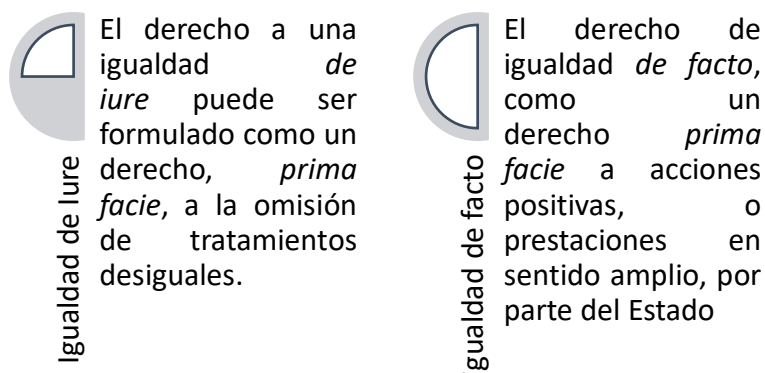 Igualdad de Iure
El derecho a una
igualdad de
iure puede ser
formulado como un
derecho, prima
facie, a la omisión
de tratamientos
desiguales.
gualdad de facto
El derecho de
igualdad de facto,
como un
derecho prima
facie a acciones
positivas, o
prestaciones en
sentido amplio, por
parte del Estado